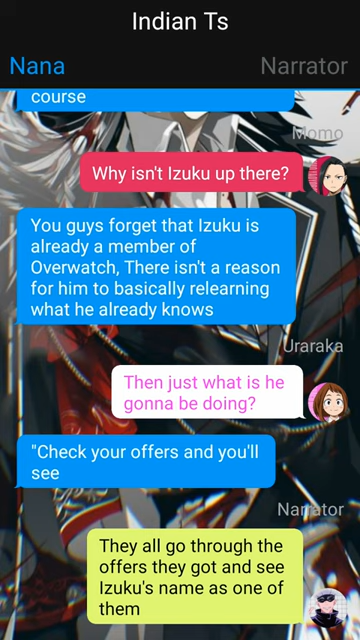 Indian Ts
Nana
Narrator
course
Momo
Why isn't Izuku up there?
You guys forget that Izuku is
already a member of
Overwatch, There isn't a reason
for him to basically relearning
what he already knows
Uraraka
Then just what is he
gonna be doing?
"Check your offers and you'll
see
Narrator
They all go through the
offers they got and see
Izuku's name as one of
them